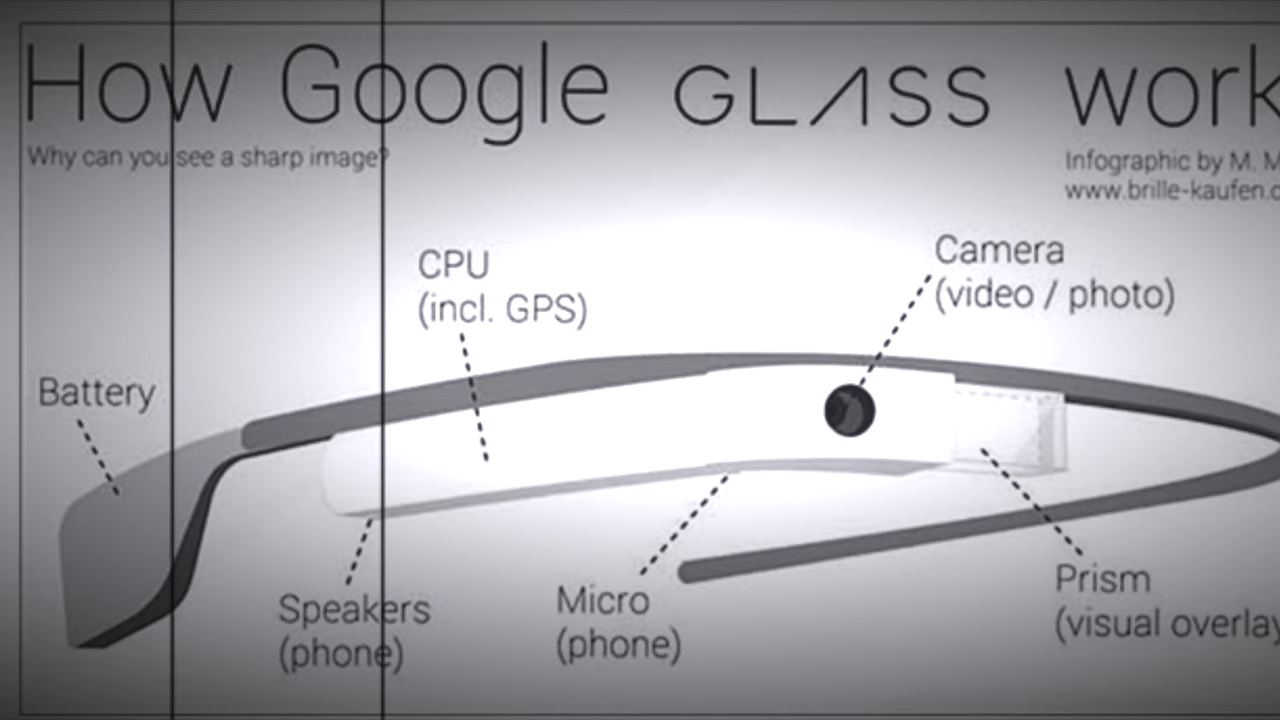 How Google GLASS work
Why can you see a sharp image?
Infographic by M. M
www.brille-kaufen.
CPU
(incl. GPS)
Camera
(video / photo)
Battery
Speakers
(phone)
Micro
(phone)
Prism
(visual overlay